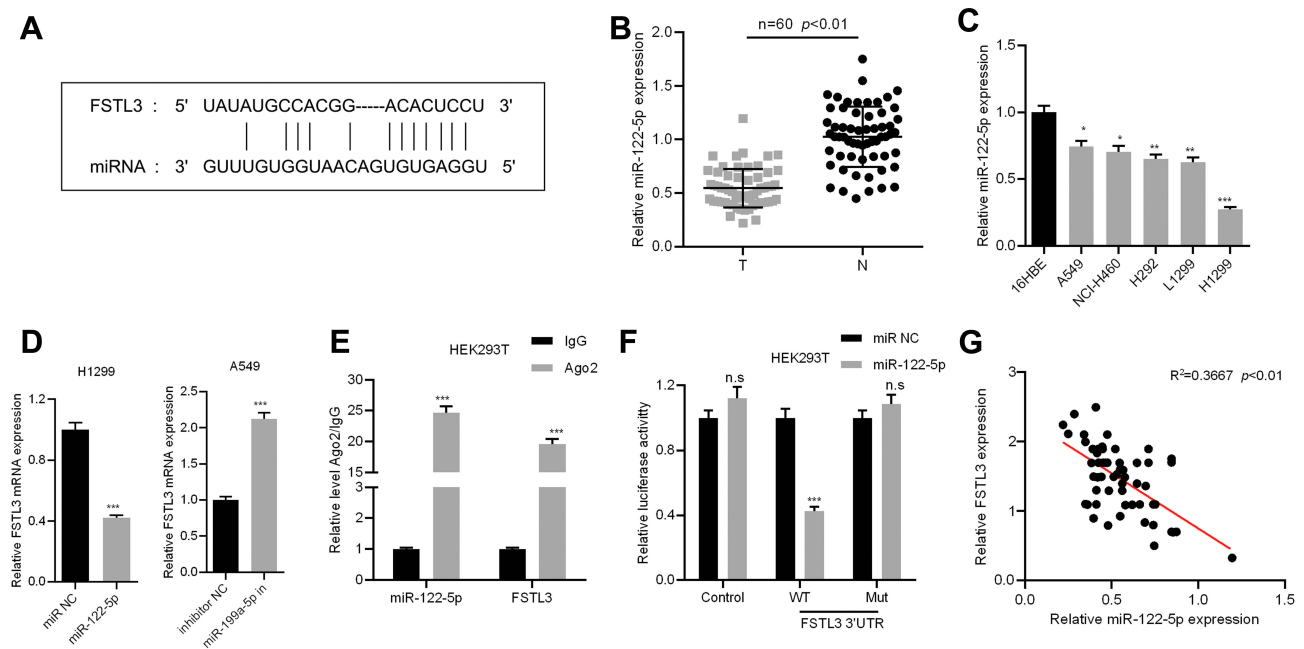 A
FSTL3 : 5' UAUAUGCCACGG-----ACACUCCU 3'
miRNA : 3' GUUUGUGGUAACAGUGUGAGGU 5'
B
n=60 p<0.01
Relative miR-122-5p expression
2.0
1.5
1.0
0.5
0.0
T N
C
Relative miR-122-5p expression
1.5
1.0
0.5
0.0
* * ** ** ***
16HBE A549 NCI-H460 H292 L1299 H1299
D
H1299
Relative FSTL3 mRNA expression
1.2
0.8
0.4
0.0
***
miR NC miR-122-5p
A549
Relative FSTL3 mRNA expression
2.5
2.0
1.5
1.0
0.5
0.0
***
inhibitor NC miR-199a-5p in
E
HEK293T
IgG
Ago2
Relative level Ago2/IgG
30
25
20
15
3
2
1
0
*** ***
miR-122-5p FSTL3
F
HEK293T
miR NC
miR-122-5p
Relative luciferase activitty
1.2
0.8
0.4
0.0
n.s *** n.s
Control WT Mut
FSTL3 3'UTR
G
R²=0.3667 p<0.01
Relative FSTL3 expression
3
2
1
0.0
0.0 0.5 1.0 1.5
Relative miR-122-5p expression